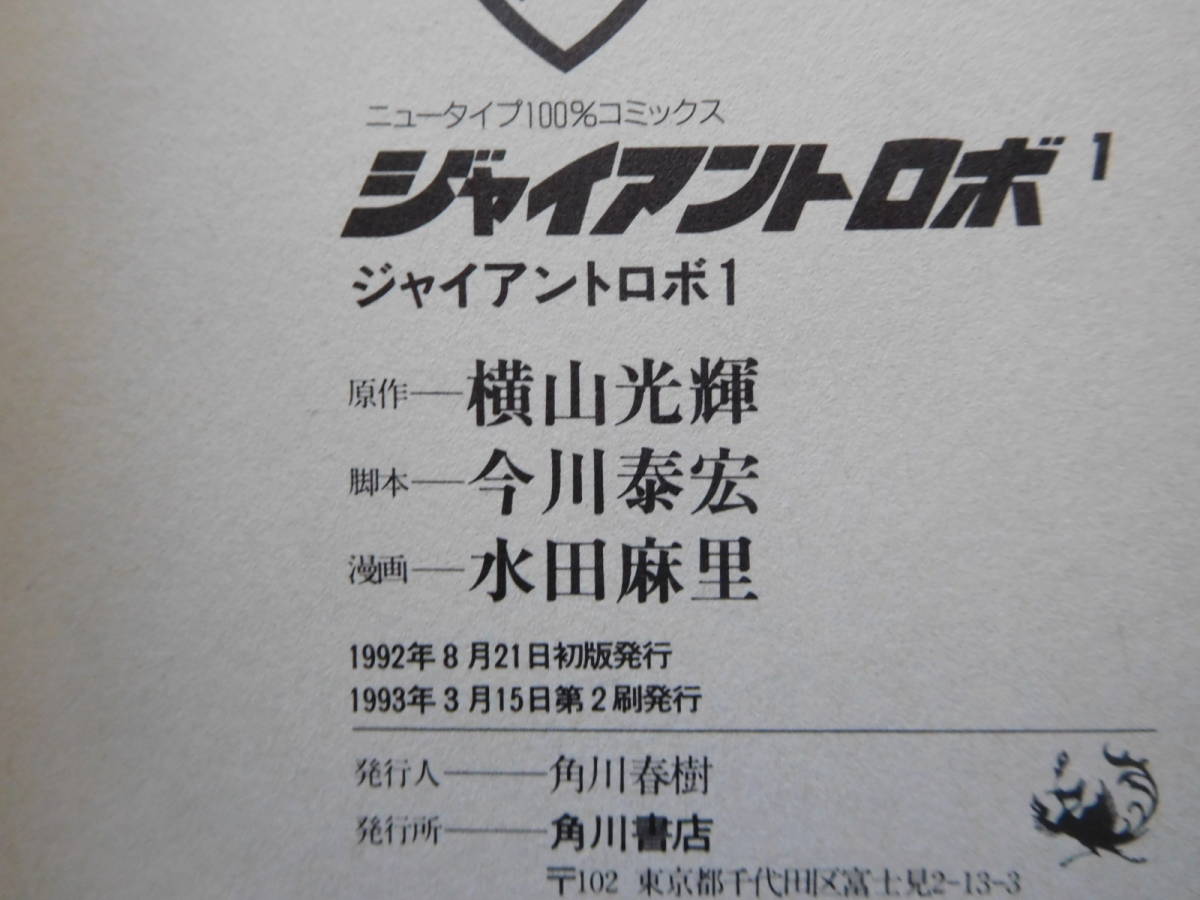 ニュータイプ100%コミックス
ジャイアントロボ 1
ジャイアントロボ1
原作―横山光輝
脚本―今川泰宏
漫画―水田麻里
1992年8月21日初版発行
1993年3月15日第2刷発行
発行人――角川春樹
発行所――角川書店
〒102 東京都千代田区富士見2-13-3